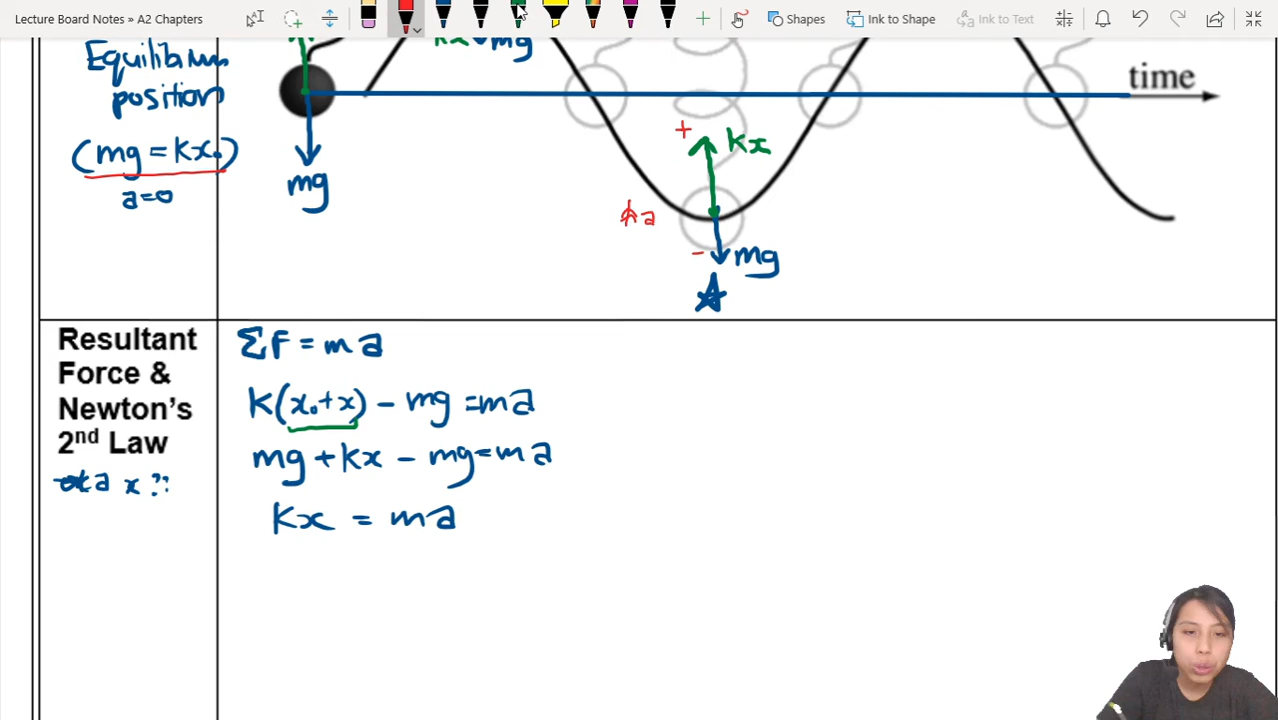 Lecture Board Notes » A2 Chapters
Shapes
Ink to Shape
Ink to Text
Equilibrium
position
(mg = kx₀)
a=0
mg
kx
mg
time
+
kx
a
-
mg
Resultant
Force &
Newton's
2nd Law
a x ??
ΣF = ma
k(x₀+x) - mg = ma
mg + kx - mg = ma
kx = ma